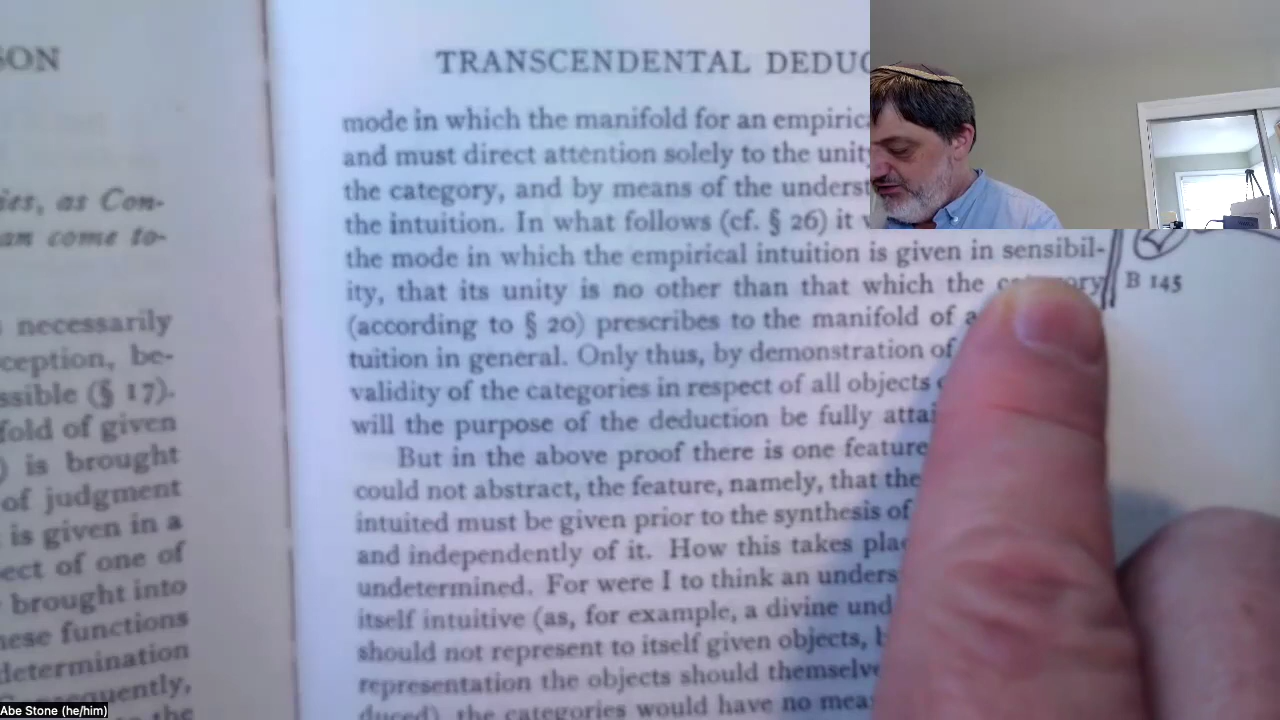 SON
ies, as Con-
an come to-
necessarily
ception, be-
ssible (§ 17).
fold of given
) is brought
of judgment
is given in a
ect of one of
brought into
hese functions
determination
the
TRANSCENDENTAL DEDUC
mode in which the manifold for an empirica
and must direct attention solely to the unity
the category, and by means of the underst
the intuition. In what follows (cf. § 26) it w
the mode in which the empirical intuition is given in sensibil-
ity, that its unity is no other than that which the
B 145
(according to § 20) prescribes to the manifold of a
tuition in general. Only thus, by demonstration of
validity of the categories in respect of all objects
will the purpose of the deduction be fully attai
But in the above proof there is one feature
could not abstract, the feature, namely, that the
intuited must be given prior to the synthesis of
and independently of it. How this takes plac
undetermined. For were I to think an unders
itself intuitive (as, for example, a divine und
should not represent to itself given objects, b
representation the objects should themselve
duced), the categories would have no mea
Abe Stone (he/him)